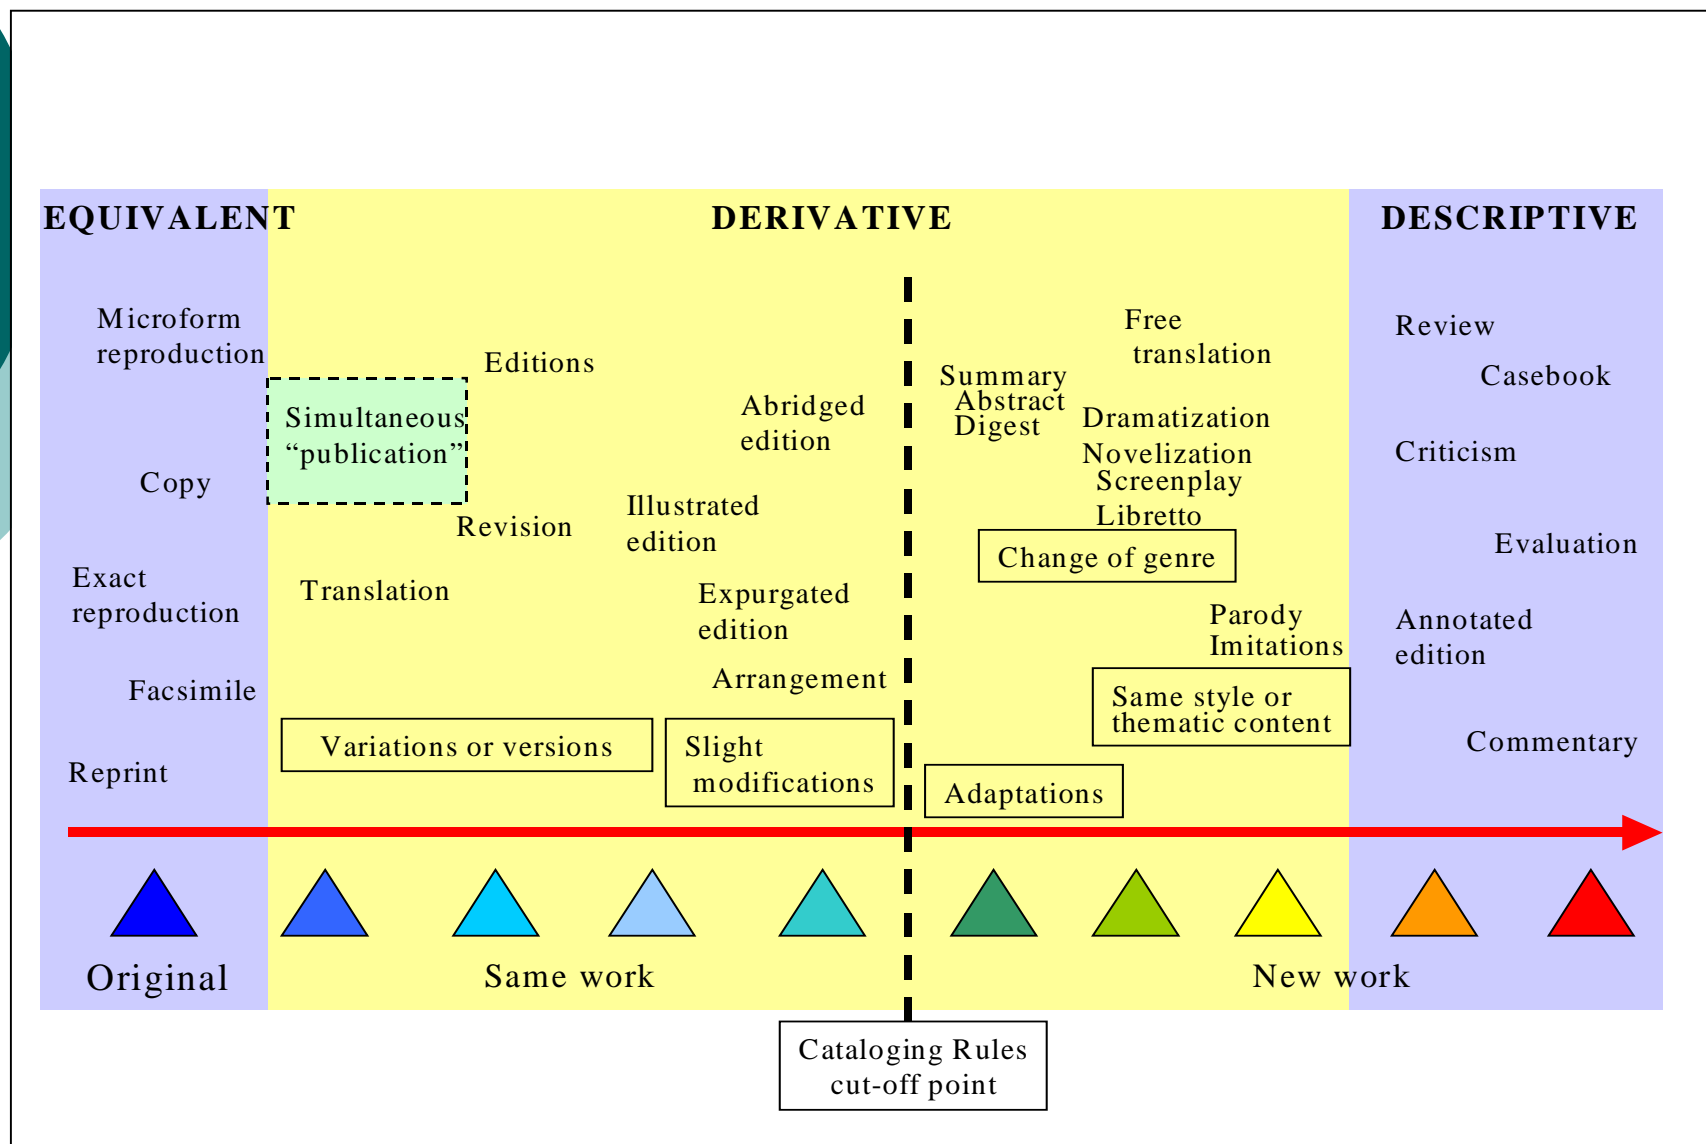 EQUIVALENT
DERIVATIVE
DESCRIPTIVE
Microform
reproduction
Copy
Exact
reproduction
Facsimile
Reprint
Simultaneous
“publication”
Editions
Revision
Translation
Abridged
edition
Illustrated
edition
Expurgated
edition
Arrangement
Variations or versions
Slight
modifications
Summary
Abstract
Digest
Free
translation
Dramatization
Novelization
Screenplay
Libretto
Change of genre
Parody
Imitations
Same style or
thematic content
Adaptations
Review
Casebook
Criticism
Evaluation
Annotated
edition
Commentary
Original
Same work
New work
Cataloging Rules
cut-off point